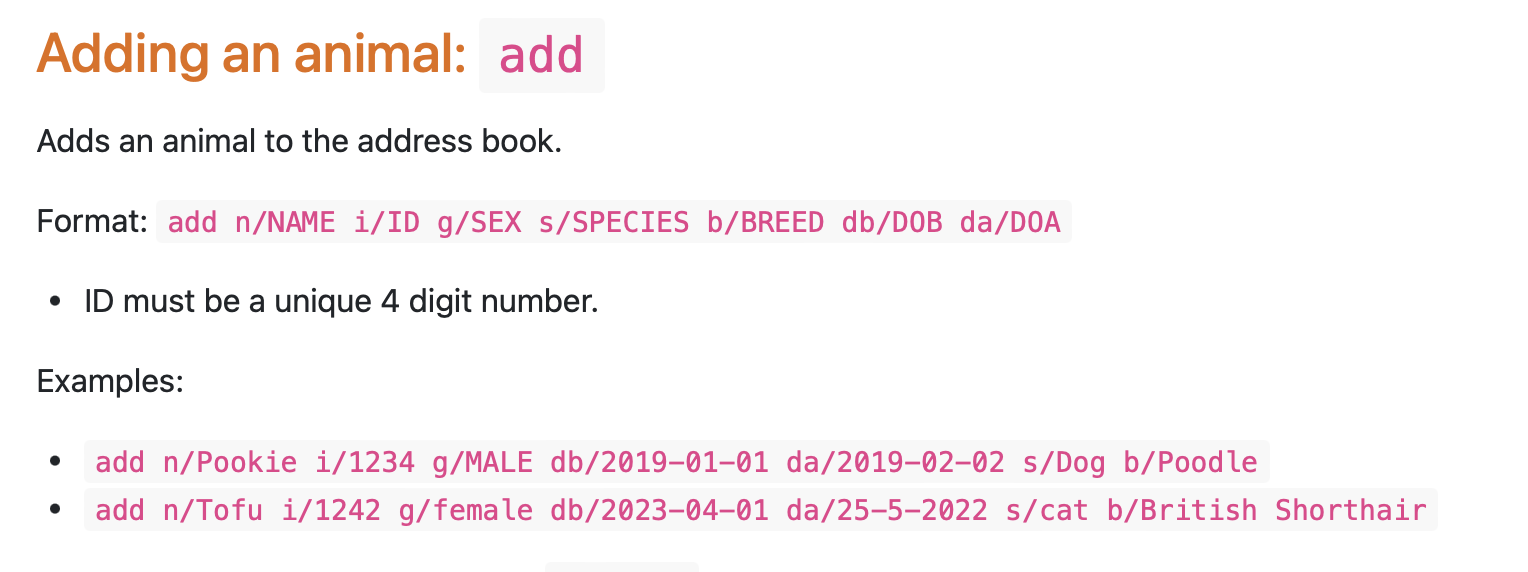 Adding an animal: add
Adds an animal to the address book.
Format: add n/NAME i/ID g/SEX s/SPECIES b/BREED db/DOB da/DOA
• ID must be a unique 4 digit number.
Examples:
• add n/Pookie i/1234 g/MALE db/2019-01-01 da/2019-02-02 s/Dog b/Poodle
• add n/Tofu i/1242 g/female db/2023-04-01 da/25-5-2022 s/cat b/British Shorthair